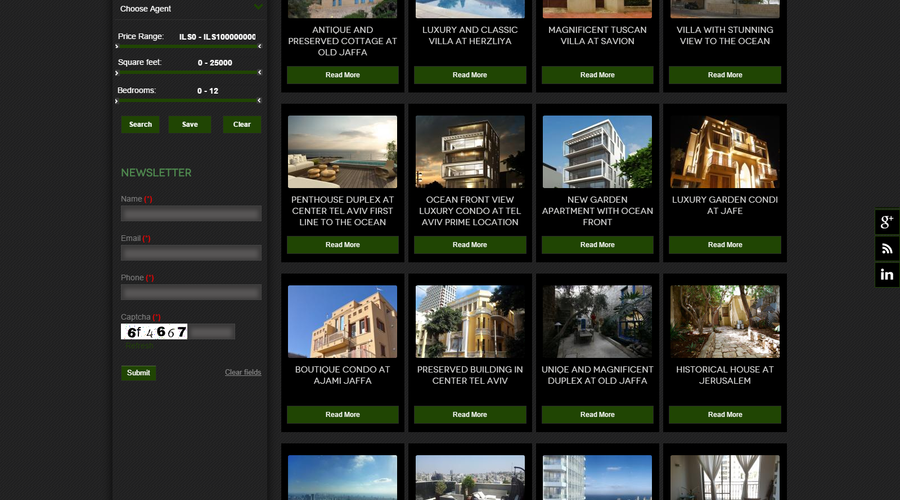 Choose Agent
Price Range: ILS0 - ILS100000000
Square feet: 0 - 25000
Bedrooms: 0 - 12
Search Save Clear
NEWSLETTER
Name (*)
Email (*)
Phone (*)
Captcha (*)
6f4667
Submit Clear fields
ANTIQUE AND
PRESERVED COTTAGE AT
OLD JAFFA
Read More
LUXURY AND CLASSIC
VILLA AT HERZLIYA
Read More
MAGNIFICENT TUSCAN
VILLA AT SAVION
Read More
VILLA WITH STUNNING
VIEW TO THE OCEAN
Read More
PENTHOUSE DUPLEX AT
CENTER TEL AVIV FIRST
LINE TO THE OCEAN
Read More
OCEAN FRONT VIEW
LUXURY CONDO AT TEL
AVIV PRIME LOCATION
Read More
NEW GARDEN
APARTMENT WITH OCEAN
FRONT
Read More
LUXURY GARDEN CONDI
AT JAFE
Read More
BOUTIQUE CONDO AT
AJAMI JAFFA
Read More
PRESERVED BUILDING IN
CENTER TEL AVIV
Read More
UNIQE AND MAGNIFICENT
DUPLEX AT OLD JAFFA
Read More
HISTORICAL HOUSE AT
JERUSALEM
Read More
g+
in